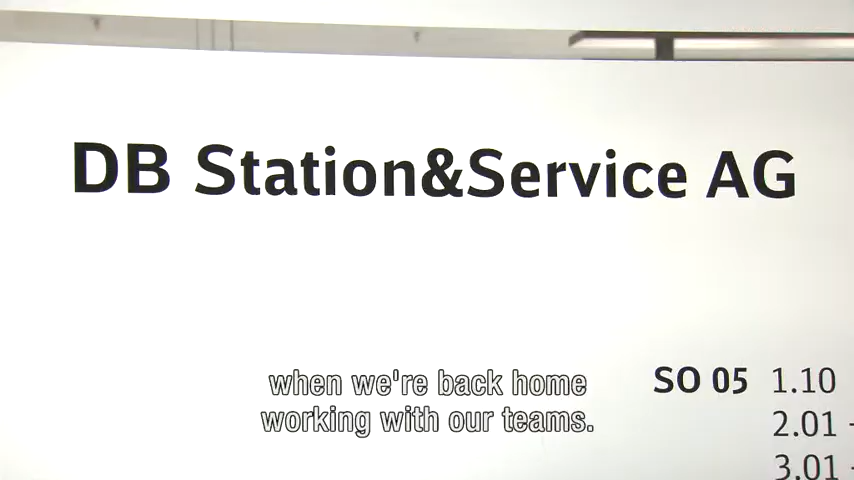 DB Station&Service AG
SO 05 1.10
2.01 -
3.01 -
when we're back home
working with our teams.